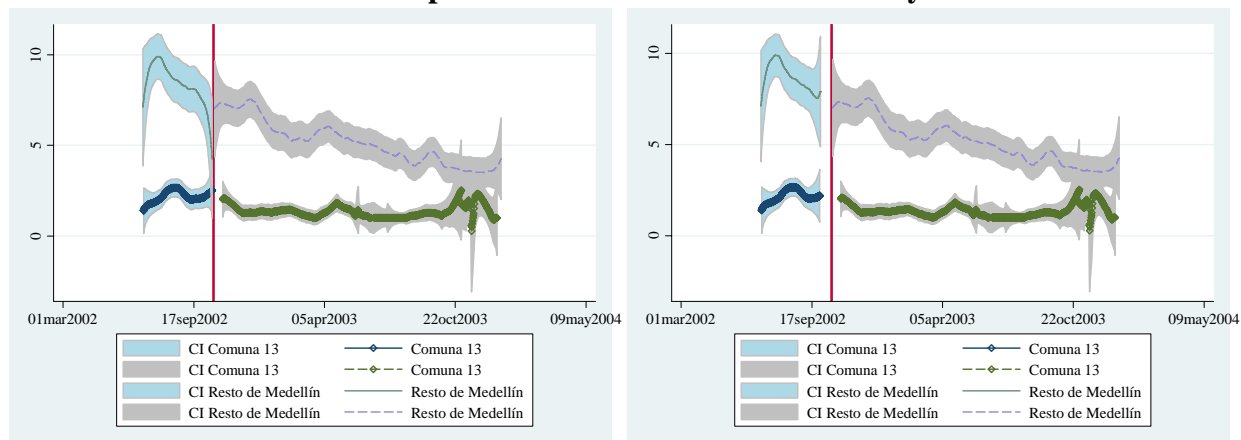 10
5
0
01mar2002 17sep2002 05apr2003 22oct2003 09may2004
CI Comuna 13 Comuna 13
CI Comuna 13 Comuna 13
CI Resto de Medellín Resto de Medellín
CI Resto de Medellín Resto de Medellín
10
5
0
01mar2002 17sep2002 05apr2003 22oct2003 09may2004
CI Comuna 13 Comuna 13
CI Comuna 13 Comuna 13
CI Resto de Medellín Resto de Medellín
CI Resto de Medellín Resto de Medellín